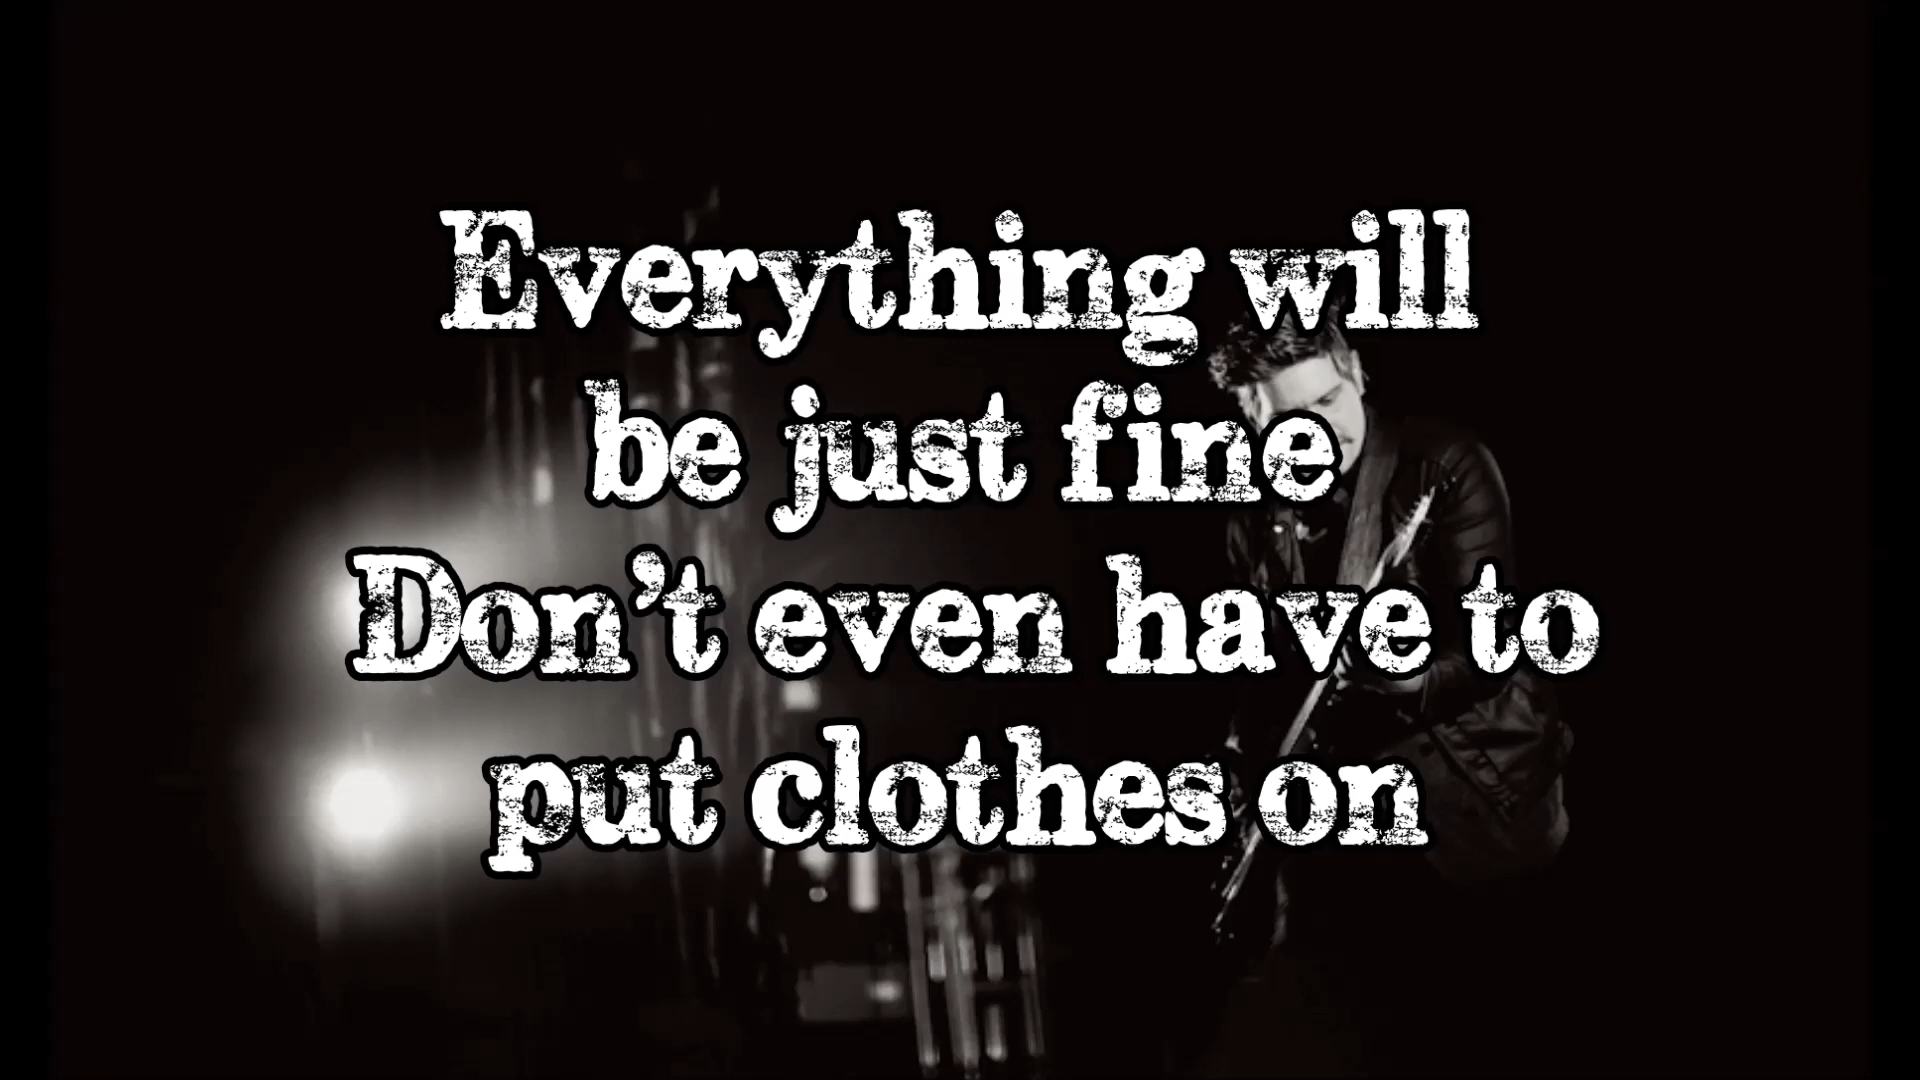 Everything will
be just fine
Don't even have to
put clothes on